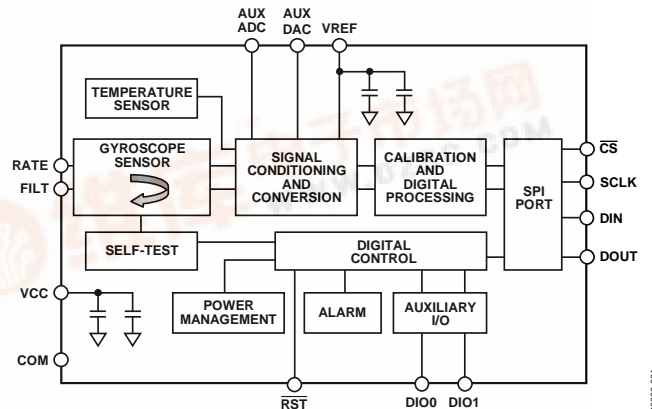 AUX ADC
AUX DAC
VREF
TEMPERATURE SENSOR
GYROSCOPE SENSOR
SIGNAL CONDITIONING AND CONVERSION
CALIBRATION AND DIGITAL PROCESSING
SPI PORT
RATE
FILT
CS
SCLK
DIN
DOUT
SELF-TEST
DIGITAL CONTROL
VCC
POWER MANAGEMENT
ALARM
AUXILIARY I/O
COM
RST
DIO0
DIO1